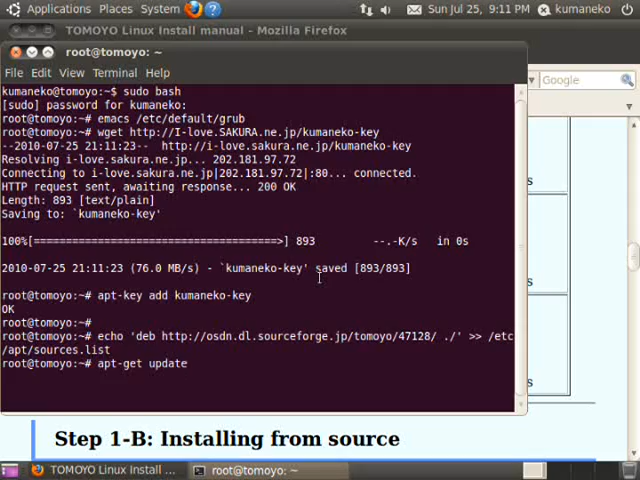 Applications Places System Sun Jul 25, 9:11 PM kumaneko
TOMOYO Linux Install manual - Mozilla Firefox
root@tomoyo: ~
File Edit View Terminal Help
Google
kumaneko@tomoyo:~$ sudo bash
[sudo] password for kumaneko:
root@tomoyo:~# emacs /etc/default/grub
root@tomoyo:~# wget http://I-love.SAKURA.ne.jp/kumaneko-key
--2010-07-25 21:11:23--  http://i-love.sakura.ne.jp/kumaneko-key
Resolving i-love.sakura.ne.jp... 202.181.97.72
Connecting to i-love.sakura.ne.jp|202.181.97.72|:80... connected.
HTTP request sent, awaiting response... 200 OK
Length: 893 [text/plain]
Saving to: `kumaneko-key'
100%[======================================>] 893         --.-K/s   in 0s
2010-07-25 21:11:23 (76.0 MB/s) - `kumaneko-key' saved [893/893]
root@tomoyo:~# apt-key add kumaneko-key
OK
root@tomoyo:~#
root@tomoyo:~# echo 'deb http://osdn.dl.sourceforge.jp/tomoyo/47128/ ./' >> /etc
/apt/sources.list
root@tomoyo:~# apt-get update
s
s
s
Step 1-B: Installing from source
TOMOYO Linux Install ... root@tomoyo: ~